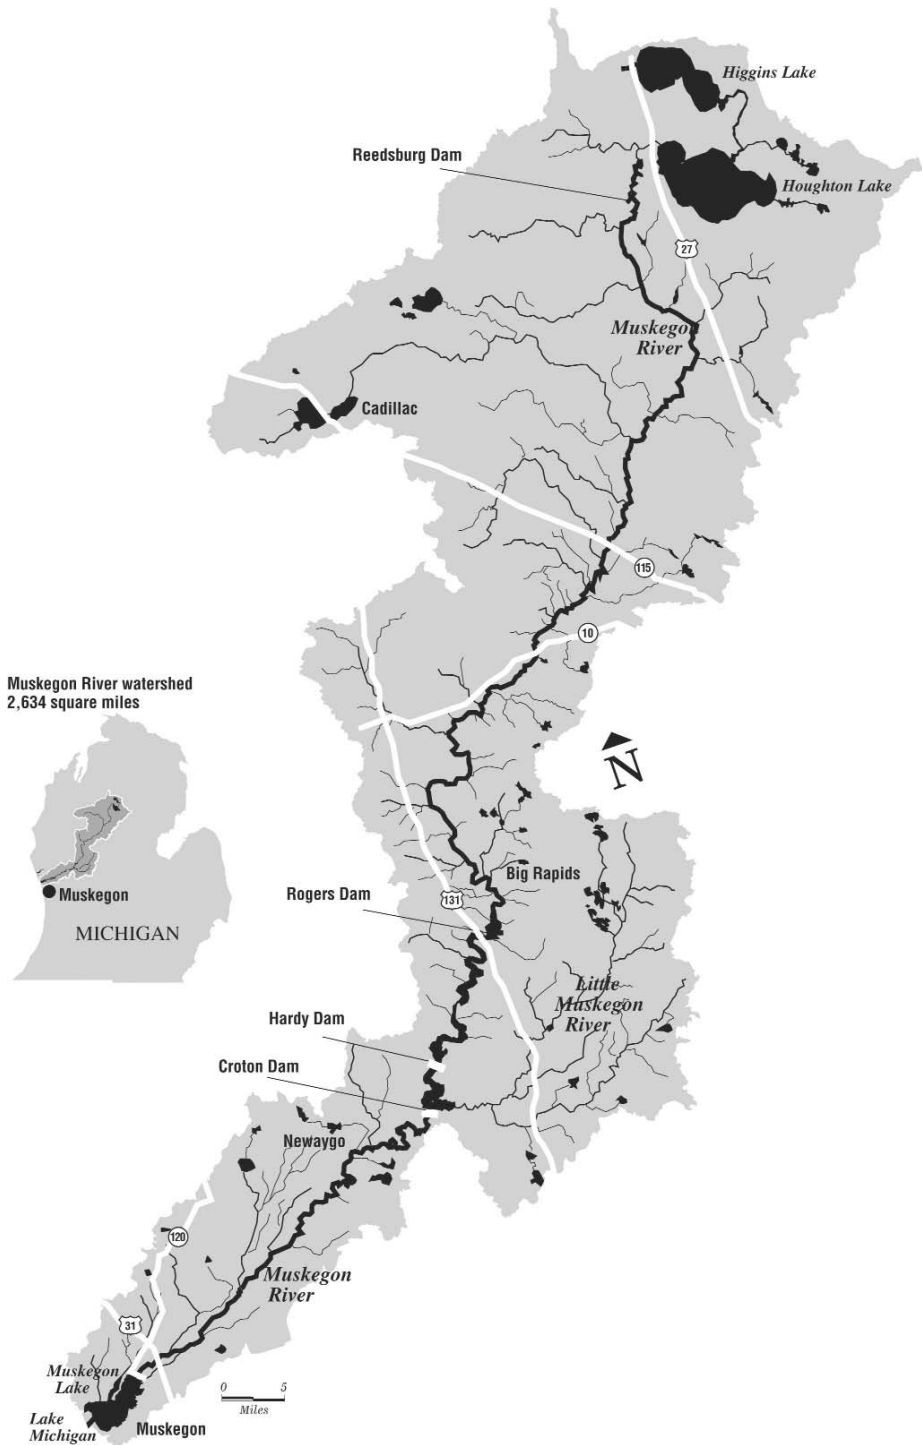 Higgins Lake
Reedsburg Dam
Houghton Lake
27
Muskegon
River
Cadillac
115
10
Muskegon River watershed
2,634 square miles
N
Big Rapids
Muskegon
Rogers Dam
131
MICHIGAN
Little
Muskegon
River
Hardy Dam
Croton Dam
Newaygo
120
Muskegon
River
31
Muskegon
Lake
0 5
Miles
Lake
Michigan
Muskegon